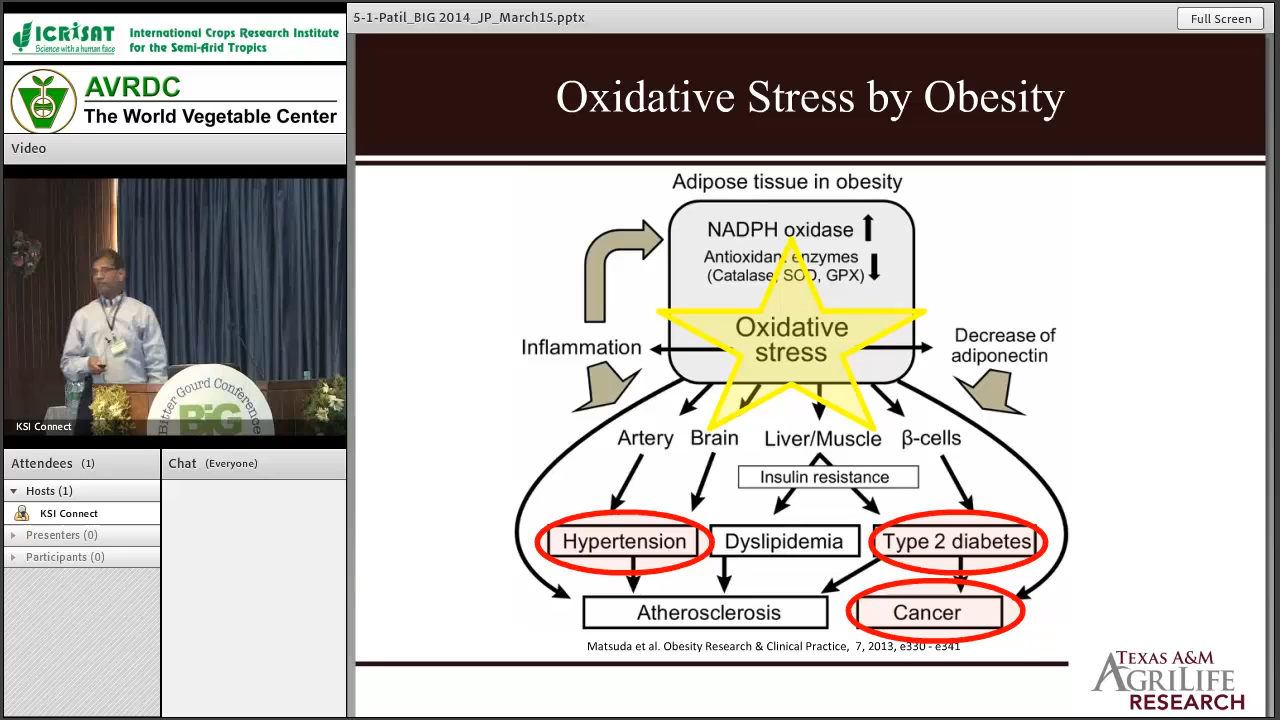 5-1-Patil_BIG 2014_JP_March15.pptx
Full Screen
ICRISAT
Science with a human face
International Crops Research Institute
for the Semi-Arid Tropics
AVRDC
The World Vegetable Center
Video
Bitter Gourd Conference
BiG
KSI Connect
Attendees (1)
Hosts (1)
KSI Connect
Presenters (0)
Participants (0)
Chat (Everyone)
Oxidative Stress by Obesity
Adipose tissue in obesity
NADPH oxidase
Antioxidant enzymes
(Catalase, SOD, GPX)
Oxidative
stress
Inflammation
Decrease of
adiponectin
Artery Brain Liver/Muscle β-cells
Insulin resistance
Hypertension Dyslipidemia Type 2 diabetes
Atherosclerosis Cancer
Matsuda et al. Obesity Research & Clinical Practice, 7, 2013, e330 - e341
TEXAS A&M
AGRILIFE
RESEARCH